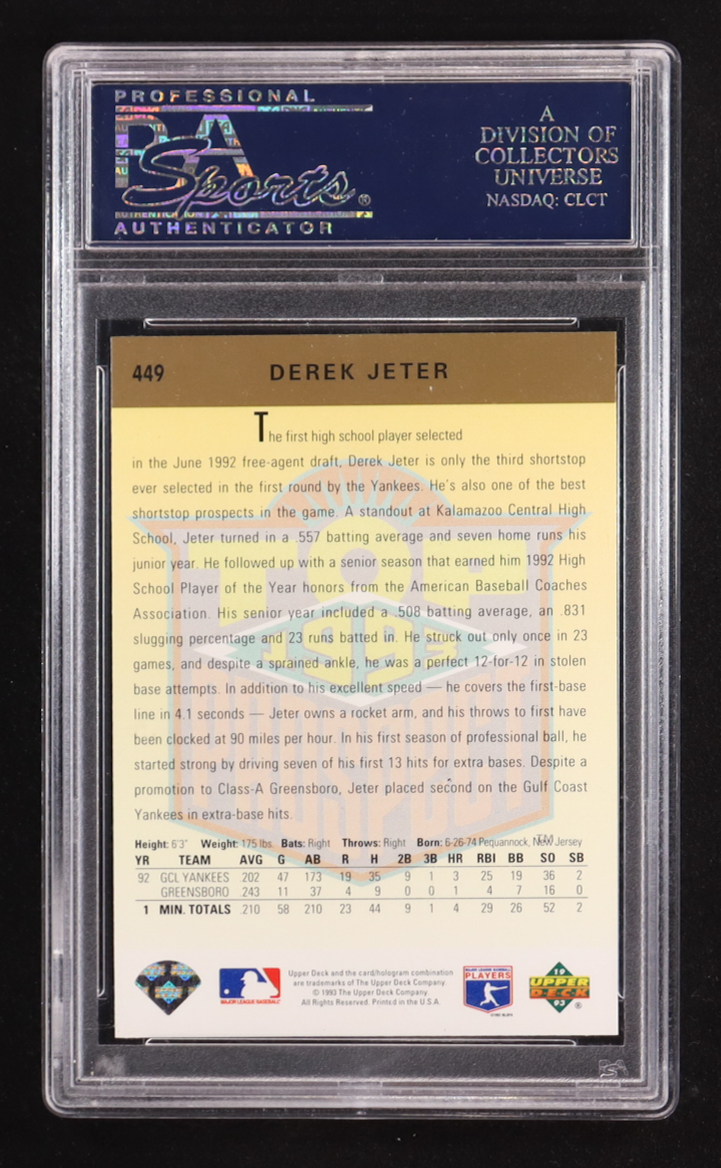 PROFESSIONAL
PSA
Sports®
AUTHENTICATOR
A
DIVISION OF
COLLECTORS
UNIVERSE
NASDAQ: CLCT
449 DEREK JETER
The first high school player selected
in the June 1992 free-agent draft, Derek Jeter is only the third shortstop
ever selected in the first round by the Yankees. He's also one of the best
shortstop prospects in the game. A standout at Kalamazoo Central High
School, Jeter turned in a .557 batting average and seven home runs his
junior year. He followed up with a senior season that earned him 1992 High
School Player of the Year honors from the American Baseball Coaches
Association. His senior year included a .508 batting average, an .831
slugging percentage and 23 runs batted in. He struck out only once in 23
games, and despite a sprained ankle, he was a perfect 12-for-12 in stolen
base attempts. In addition to his excellent speed — he covers the first-base
line in 4.1 seconds — Jeter owns a rocket arm, and his throws to first have
been clocked at 90 miles per hour. In his first season of professional ball, he
started strong by driving seven of his first 13 hits for extra bases. Despite a
promotion to Class-A Greensboro, Jeter placed second on the Gulf Coast
Yankees in extra-base hits.
TOP
1993
PROSPECT
TM
Height: 6'3" Weight: 175 lbs. Bats: Right Throws: Right Born: 6-26-74 Pequannock, New Jersey
YR TEAM AVG G AB R H 2B 3B HR RBI BB SO SB
92 GCL YANKEES 202 47 173 19 35 9 1 3 25 19 36 2
GREENSBORO 243 11 37 4 9 0 0 1 4 7 16 0
1 MIN. TOTALS 210 58 210 23 44 9 1 4 29 26 52 2
MAJOR LEAGUE BASEBALL
Upper Deck and the card/hologram combination
are trademarks of The Upper Deck Company.
© 1993 The Upper Deck Company.
All Rights Reserved. Printed in the U.S.A.
MAJOR LEAGUE BASEBALL
PLAYERS
19
UPPER
DECK
93
®
PSA